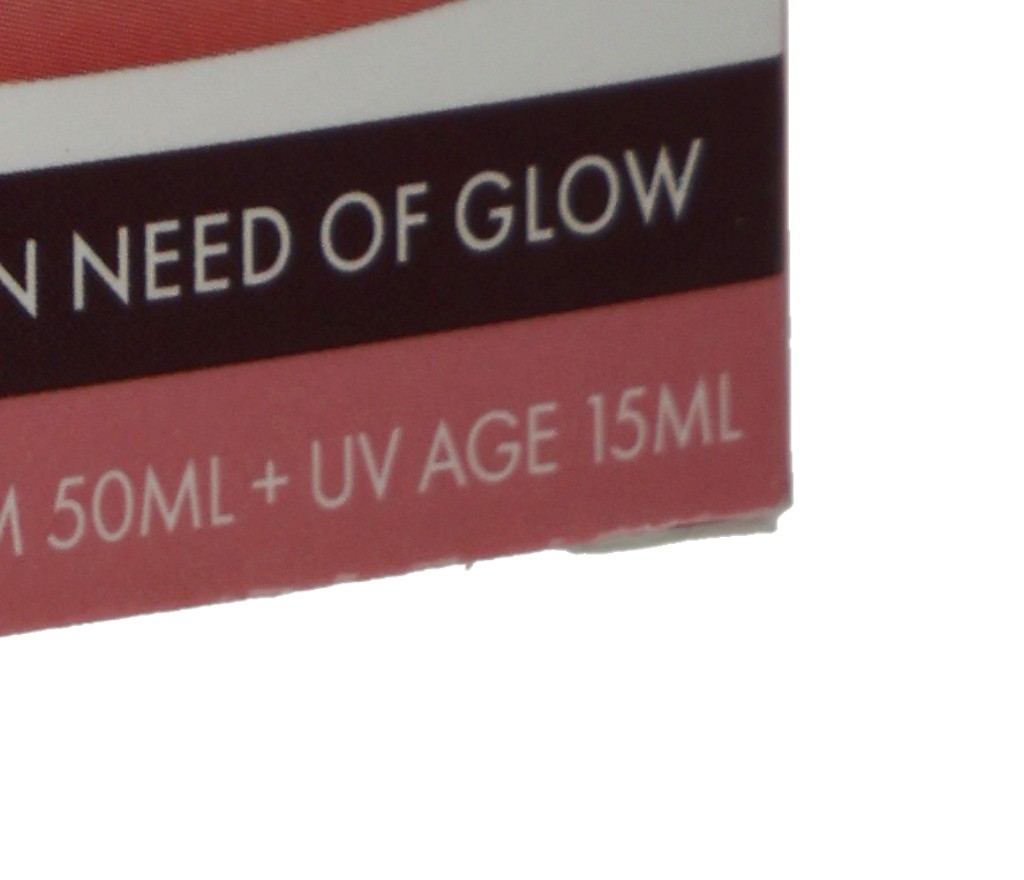 N NEED OF GLOW
M 50ML + UV AGE 15ML